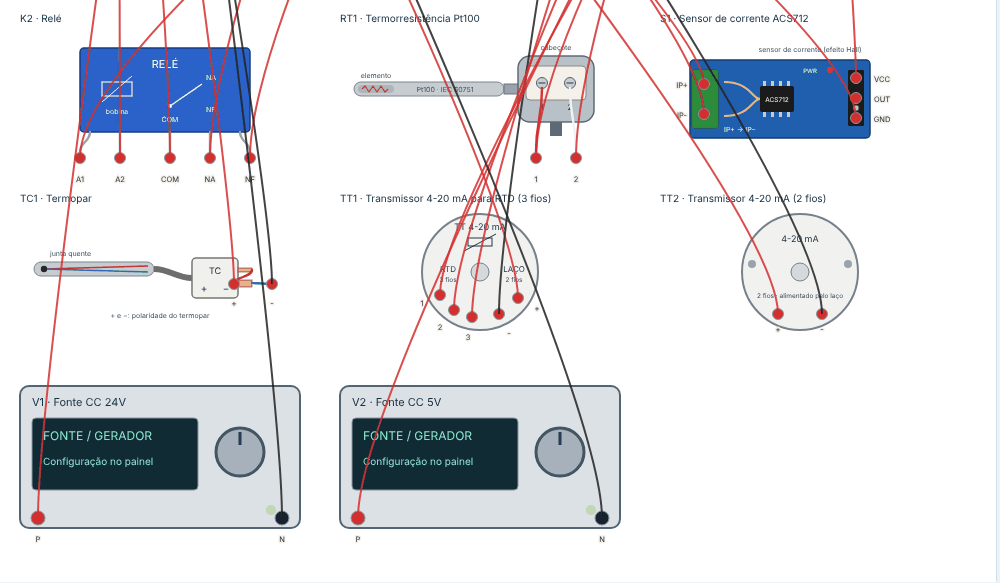 K2 · Relé
RELÉ
NA
bobina
NF
COM
A1
A2
COM
NA
NF
RT1 · Termorresistência Pt100
cabeçote
elemento
Pt100 · IEC 60751
1
2
S1 · Sensor de corrente ACS712
sensor de corrente (efeito Hall)
PWR
IP+
IP-
ACS712
IP+ → IP−
VCC
OUT
GND
TC1 · Termopar
junta quente
TC
+ −
+
-
+ e −: polaridade do termopar
TT1 · Transmissor 4-20 mA para RTD (3 fios)
TT 4-20 mA
RTD
3 fios
LAÇO
2 fios
1
2
3
-
+
TT2 · Transmissor 4-20 mA (2 fios)
4-20 mA
2 fios · alimentado pelo laço
+
-
V1 · Fonte CC 24V
FONTE / GERADOR
Configuração no painel
P
N
V2 · Fonte CC 5V
FONTE / GERADOR
Configuração no painel
P
N